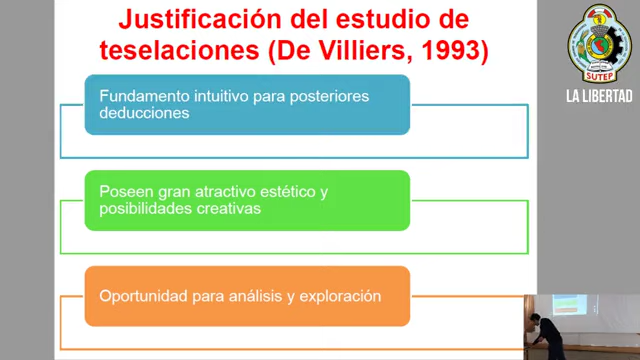 Justificación del estudio de
teselaciones (De Villiers, 1993)
Fundamento intuitivo para posteriores
deducciones
Poseen gran atractivo estético y
posibilidades creativas
Oportunidad para análisis y exploración
SUTEP
LA LIBERTAD